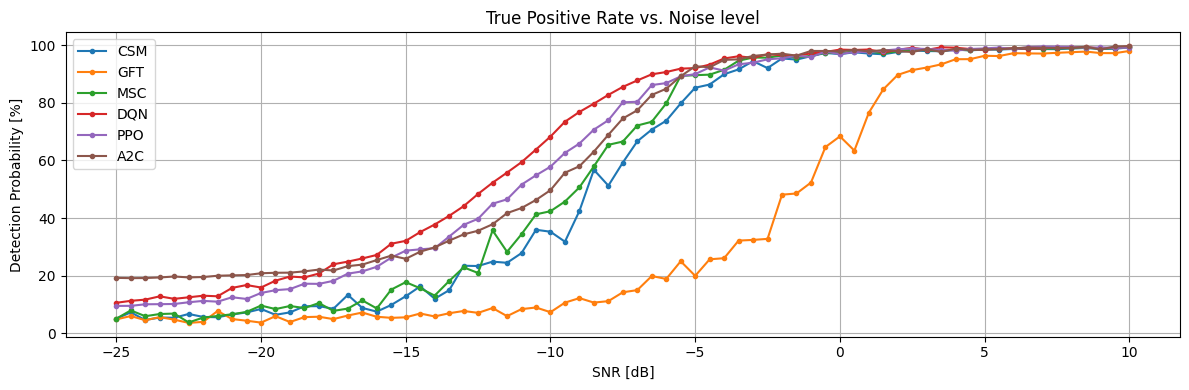 True Positive Rate vs. Noise level
Detection Probability [%]
100
80
60
40
20
0
CSM
GFT
MSC
DQN
PPO
A2C
−25
−20
−15
−10
−5
0
5
10
SNR [dB]